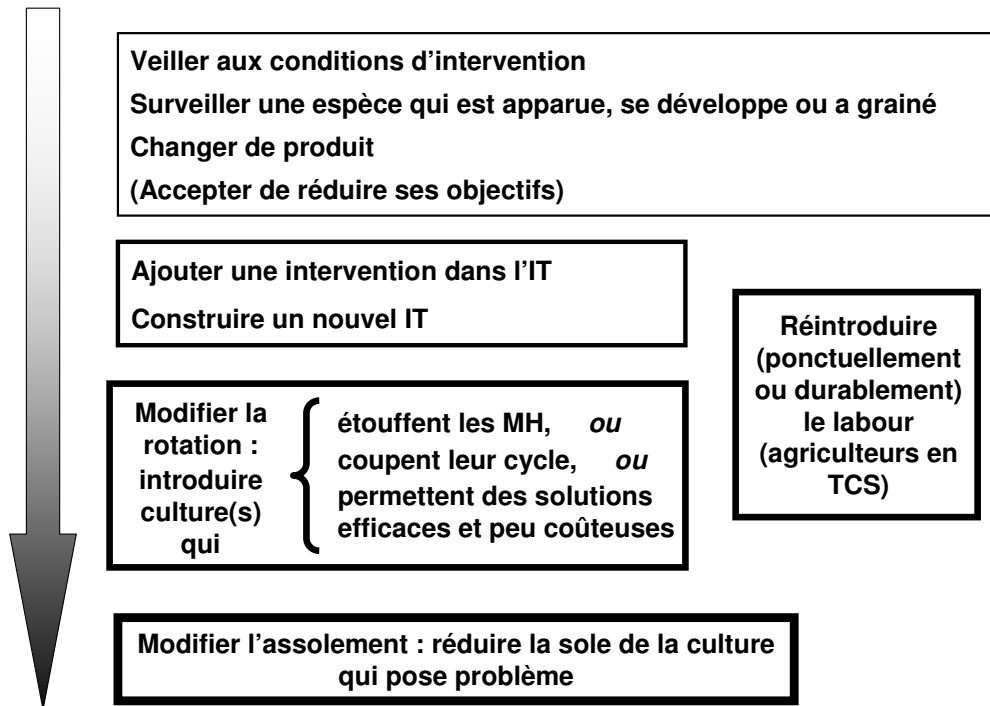 Veiller aux conditions d'intervention
Surveiller une espèce qui est apparue, se développe ou a grainé
Changer de produit
(Accepter de réduire ses objectifs)
Ajouter une intervention dans l'IT
Construire un nouvel IT
Réintroduire
(ponctuellement
ou durablement)
le labour
(agriculteurs en
TCS)
Modifier la
rotation :
introduire
culture(s)
qui
étouffent les MH, ou
coupent leur cycle, ou
permettent des solutions
efficaces et peu coûteuses
Modifier l'assolement : réduire la sole de la culture
qui pose problème